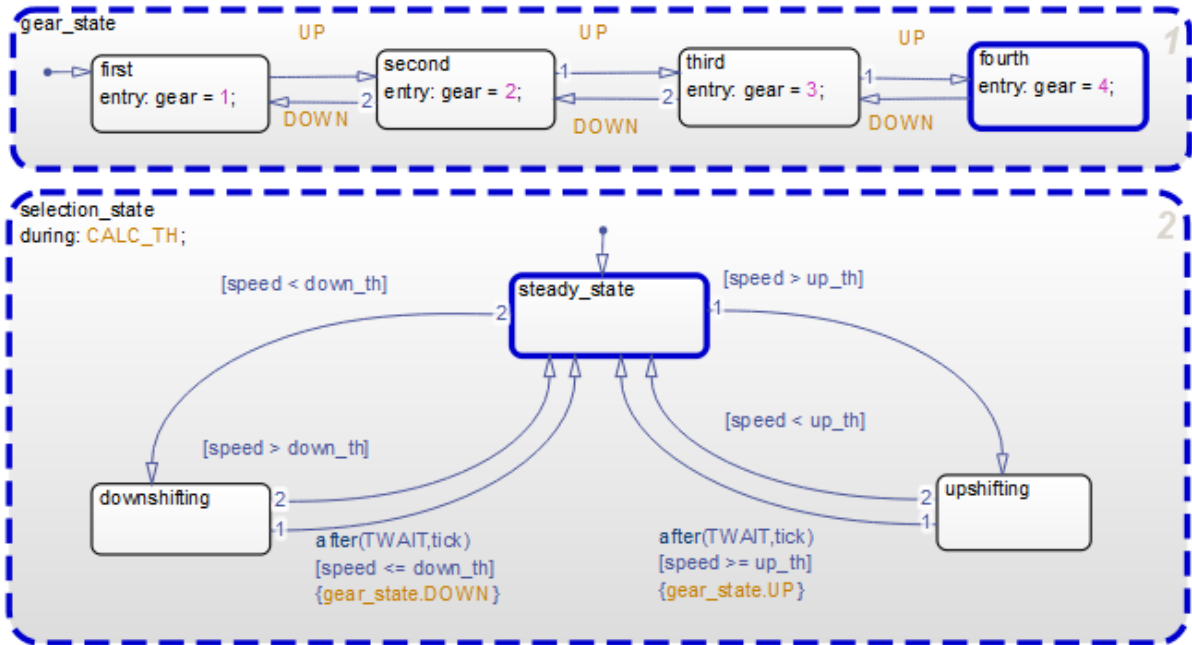 gear_state
1
UP
UP
UP
first
entry: gear = 1;
second
entry: gear = 2;
third
entry: gear = 3;
fourth
entry: gear = 4;
1
1
2
2
DOWN
DOWN
DOWN
selection_state
during: CALC_TH;
2
[speed < down_th]
steady_state
[speed > up_th]
2
1
[speed > down_th]
[speed < up_th]
downshifting
2
1
upshifting
2
1
after(TWAIT,tick)
[speed <= down_th]
{gear_state.DOWN}
after(TWAIT,tick)
[speed >= up_th]
{gear_state.UP}